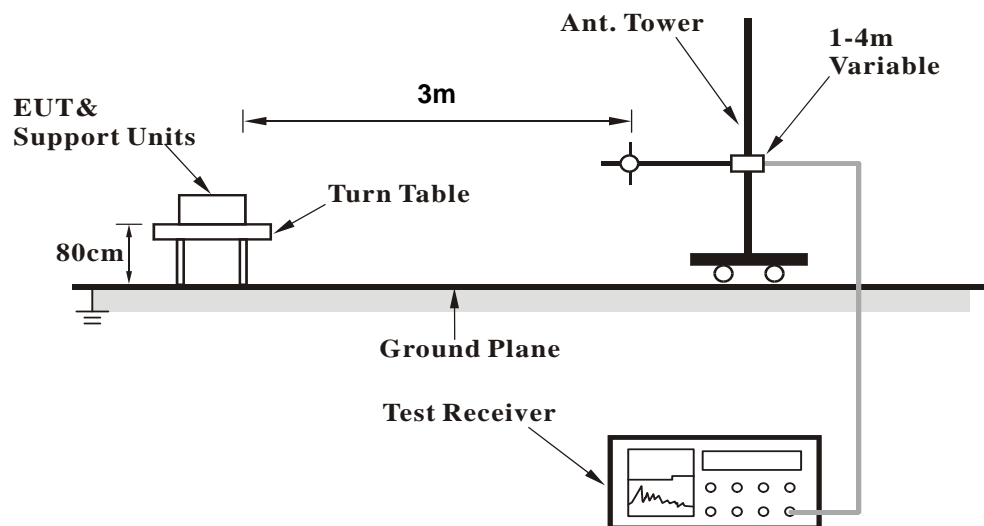 Ant. Tower
1-4m
Variable
3m
EUT&
Support Units
Turn Table
80cm
Ground Plane
Test Receiver